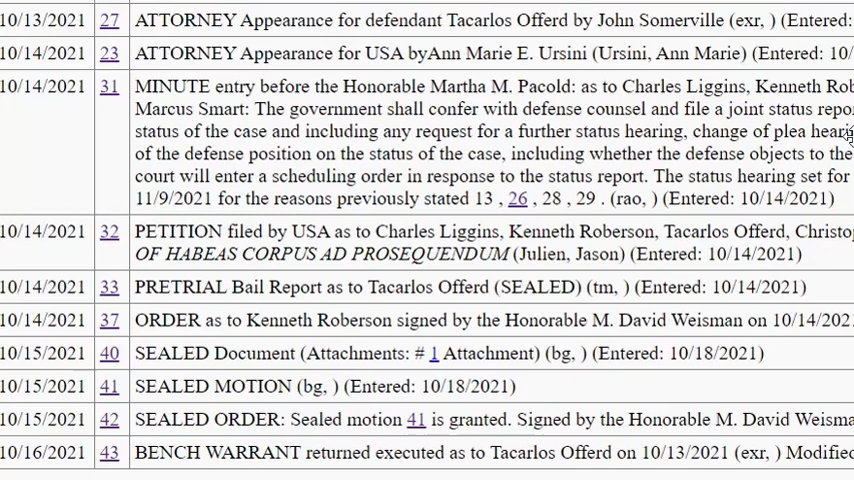 10/13/2021 27 ATTORNEY Appearance for defendant Tacarlos Offerd by John Somerville (exr, ) (Entered:
10/14/2021 23 ATTORNEY Appearance for USA byAnn Marie E. Ursini (Ursini, Ann Marie) (Entered: 10/
10/14/2021 31 MINUTE entry before the Honorable Martha M. Pacold: as to Charles Liggins, Kenneth Rob
Marcus Smart: The government shall confer with defense counsel and file a joint status repo
status of the case and including any request for a further status hearing, change of plea hear
of the defense position on the status of the case, including whether the defense objects to the
court will enter a scheduling order in response to the status report. The status hearing set for
11/9/2021 for the reasons previously stated 13 , 26 , 28 , 29 . (rao, ) (Entered: 10/14/2021)
10/14/2021 32 PETITION filed by USA as to Charles Liggins, Kenneth Roberson, Tacarlos Offerd, Christop
OF HABEAS CORPUS AD PROSEQUENDUM (Julien, Jason) (Entered: 10/14/2021)
10/14/2021 33 PRETRIAL Bail Report as to Tacarlos Offerd (SEALED) (tm, ) (Entered: 10/14/2021)
10/14/2021 37 ORDER as to Kenneth Roberson signed by the Honorable M. David Weisman on 10/14/202
10/15/2021 40 SEALED Document (Attachments: # 1 Attachment) (bg, ) (Entered: 10/18/2021)
10/15/2021 41 SEALED MOTION (bg, ) (Entered: 10/18/2021)
10/15/2021 42 SEALED ORDER: Sealed motion 41 is granted. Signed by the Honorable M. David Weisma
10/16/2021 43 BENCH WARRANT returned executed as to Tacarlos Offerd on 10/13/2021 (exr, ) Modified